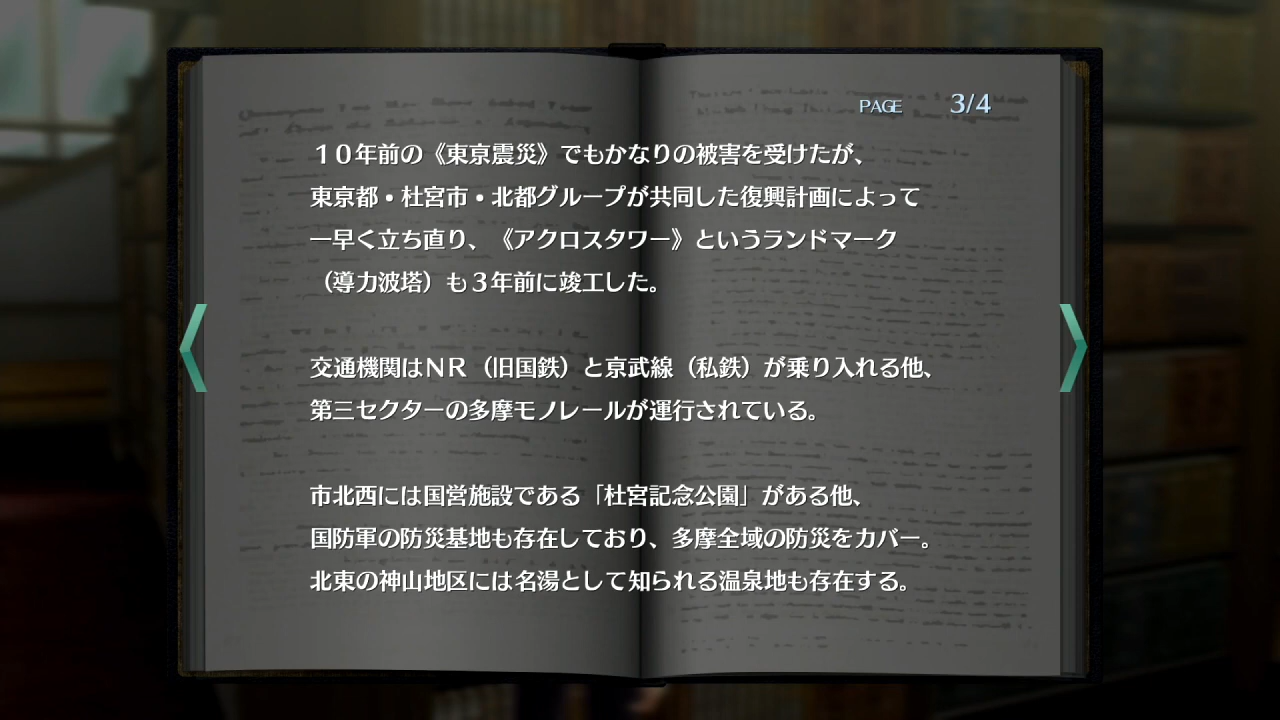 PAGE 3/4
１０年前の《東京震災》でもかなりの被害を受けたが、
東京都・杜宮市・北都グループが共同した復興計画によって
一早く立ち直り、《アクロスタワー》というランドマーク
（導力波塔）も３年前に竣工した。
交通機関はＮＲ（旧国鉄）と京武線（私鉄）が乗り入れる他、
第三セクターの多摩モノレールが運行されている。
市北西には国営施設である「杜宮記念公園」がある他、
国防軍の防災基地も存在しており、多摩全域の防災をカバー。
北東の神山地区には名湯として知られる温泉地も存在する。